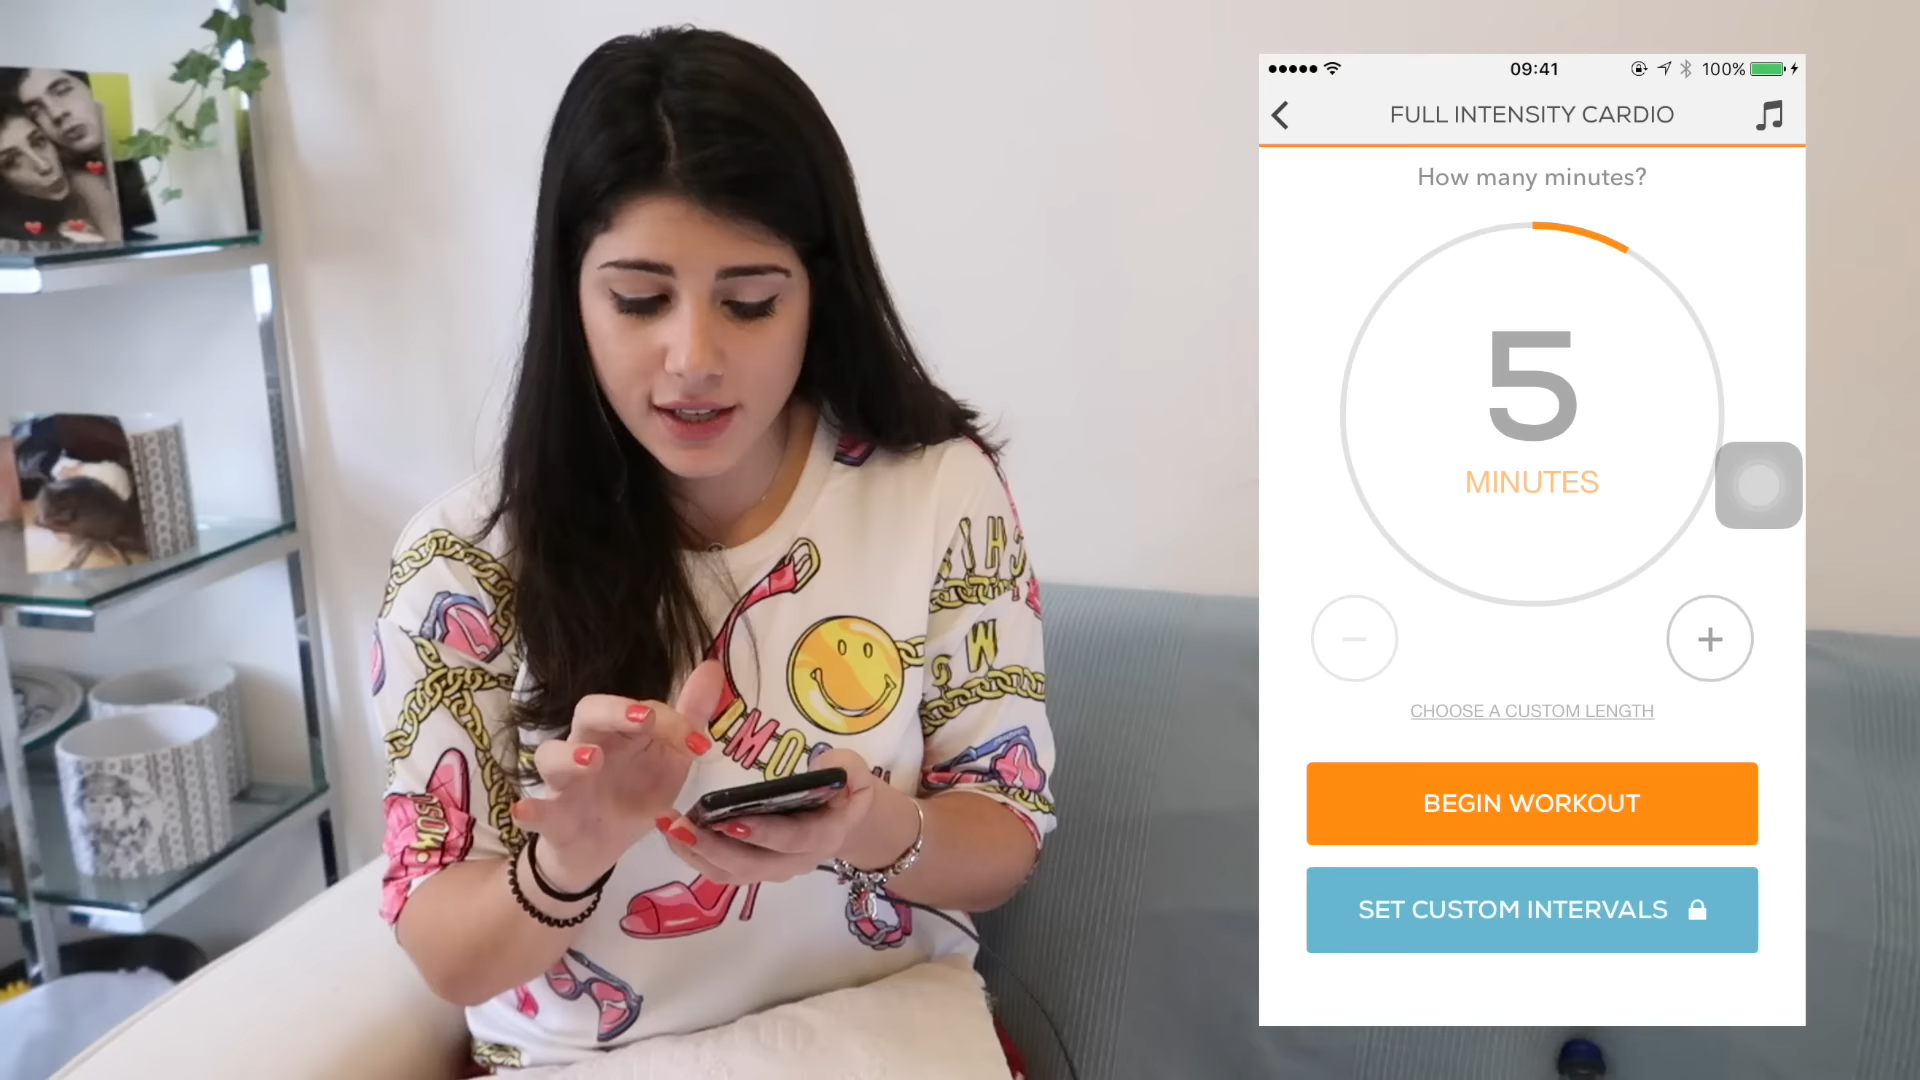 09:41
100%
FULL INTENSITY CARDIO
How many minutes?
5
MINUTES
CHOOSE A CUSTOM LENGTH
BEGIN WORKOUT
SET CUSTOM INTERVALS